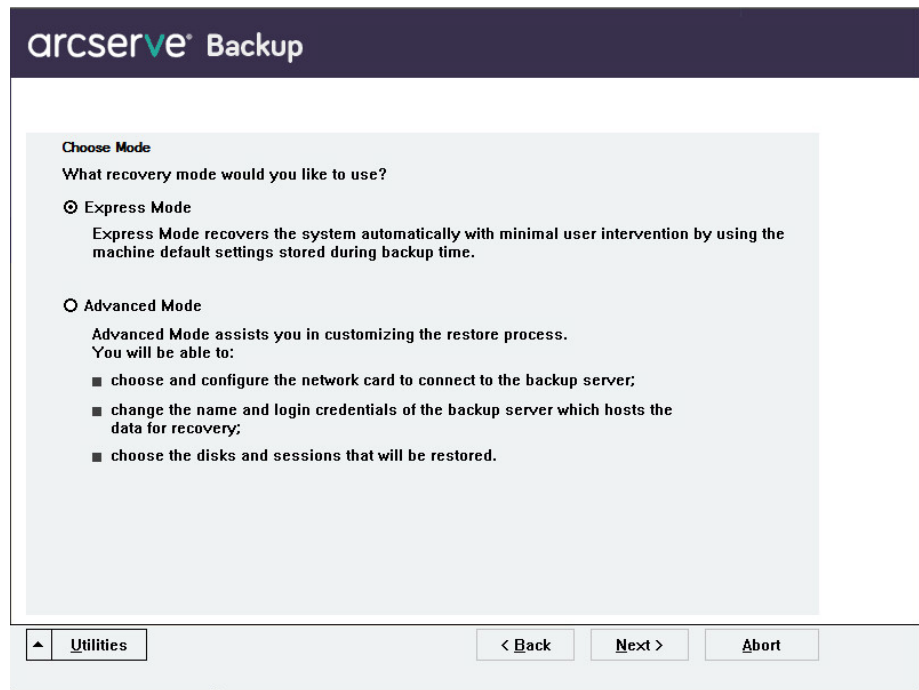 arcserve® Backup
Choose Mode
What recovery mode would you like to use?
Express Mode
Express Mode recovers the system automatically with minimal user intervention by using the
machine default settings stored during backup time.
Advanced Mode
Advanced Mode assists you in customizing the restore process.
You will be able to:
choose and configure the network card to connect to the backup server;
change the name and login credentials of the backup server which hosts the
data for recovery;
choose the disks and sessions that will be restored.
Utilities
< Back
Next >
Abort